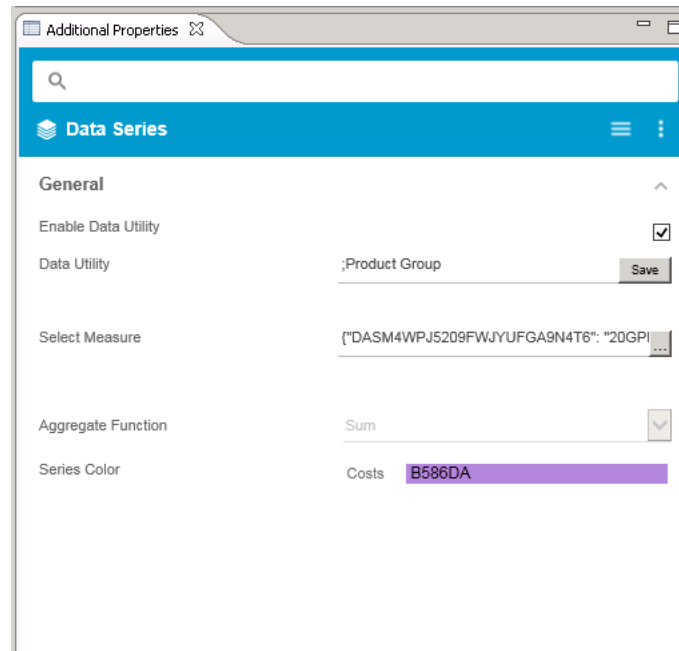 Additional Properties
Data Series
General
Enable Data Utility
Data Utility ;Product Group Save
Select Measure {"DASM4WPJ5209FWJYUFGA9N4T6": "20GPI ...
Aggregate Function Sum
Series Color Costs B586DA